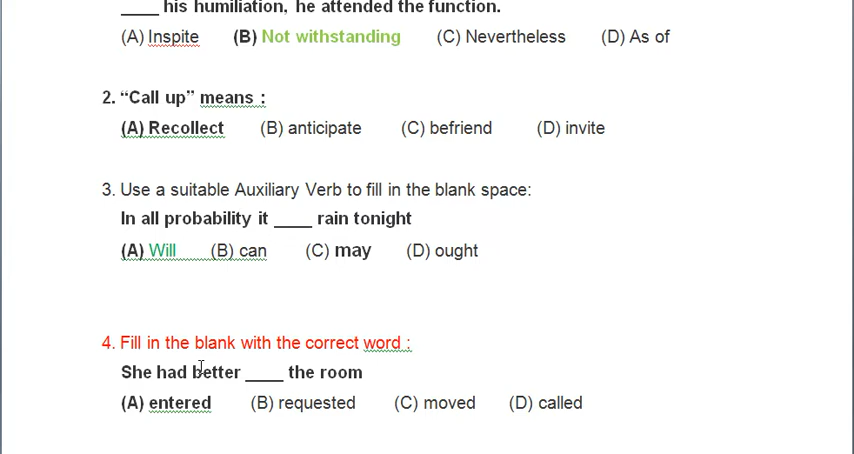 ____ his humiliation, he attended the function.
(A) Inspite (B) Not withstanding (C) Nevertheless (D) As of
2. “Call up” means :
(A) Recollect (B) anticipate (C) befriend (D) invite
3. Use a suitable Auxiliary Verb to fill in the blank space:
In all probability it ____ rain tonight
(A) Will (B) can (C) may (D) ought
4. Fill in the blank with the correct word :
She had better ____ the room
(A) entered (B) requested (C) moved (D) called